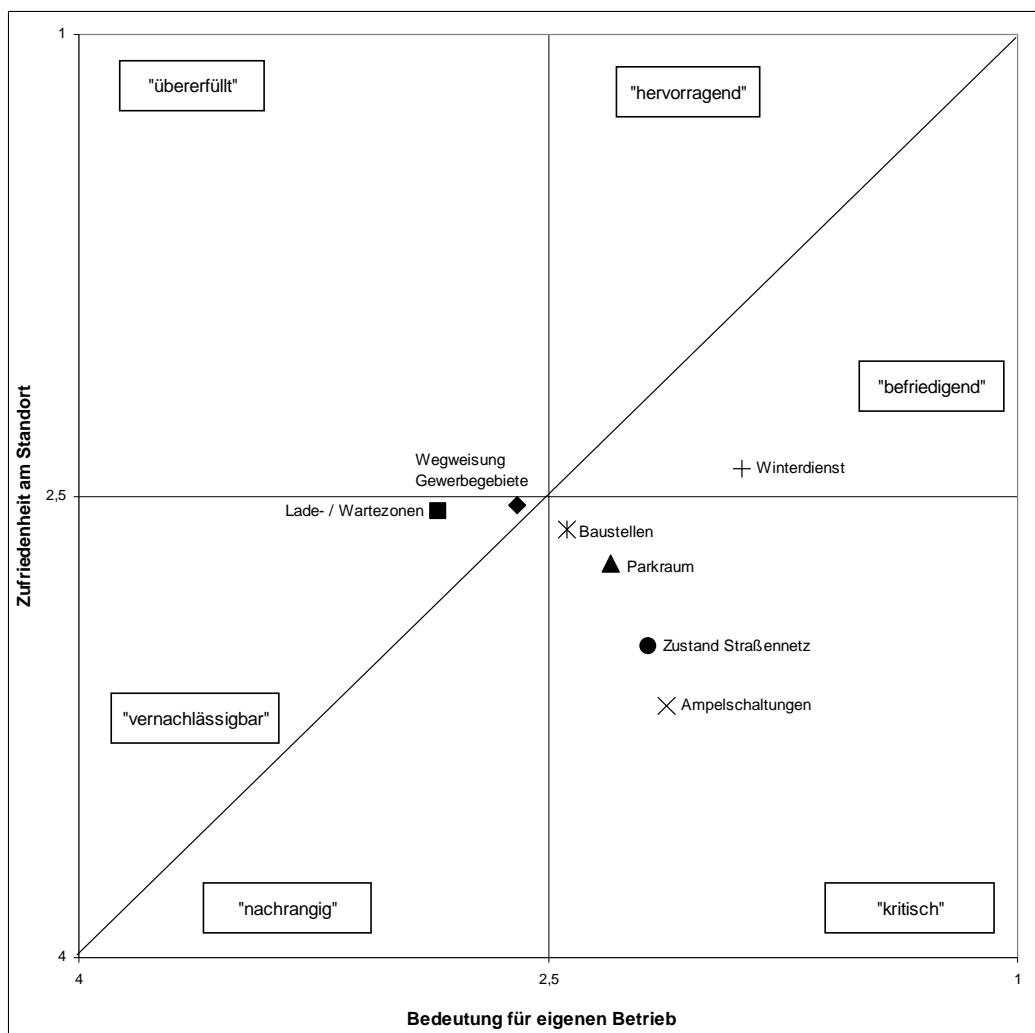 1
"übererfüllt"
"hervorragend"
"befriedigend"
Zufriedenheit am Standort
Wegweisung
Gewerbegebiete
Winterdienst
2,5
Lade- / Wartezonen
Baustellen
Parkraum
Zustand Straßennetz
Ampelschaltungen
"vernachlässigbar"
"nachrangig"
"kritisch"
4
4
2,5
1
Bedeutung für eigenen Betrieb